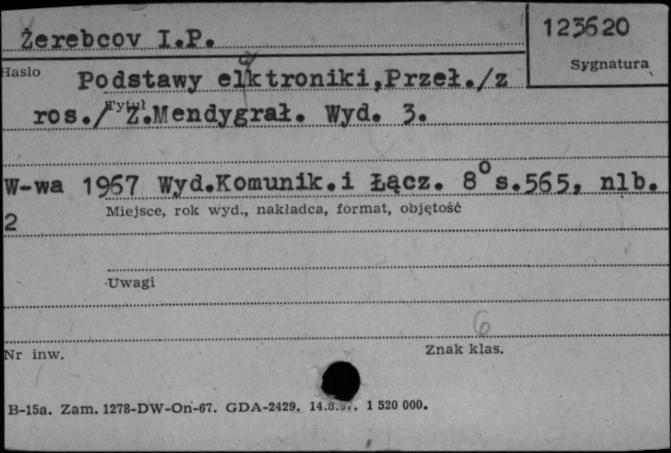 Żerebcov I.P.
123620
Hasło
Sygnatura
Podstawy elktroniki,Przeł./z
ros./ Z.Mendygrał. Wyd. 3.
Tytuł
W-wa 1967 Wyd.Komunik.i Łącz. 8° s.565, nlb.
Miejsce, rok wyd., nakładca, format, objętość
2
Uwagi
6
Nr inw.
Znak klas.
B-15a. Zam. 1278-DW-On-67. GDA-2429. 1 520 000.